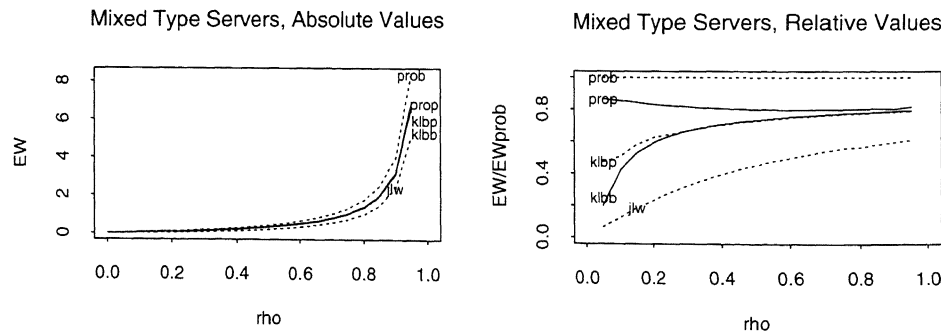 Mixed Type Servers, Absolute Values
EW
8
6
4
2
0
prob
prop
klbp
klbb
jlw
0.0 0.2 0.4 0.6 0.8 1.0
rho
Mixed Type Servers, Relative Values
EW/EWprob
0.8
0.4
0.0
prob
prop
klbp
klbb
jlw
0.0 0.2 0.4 0.6 0.8 1.0
rho